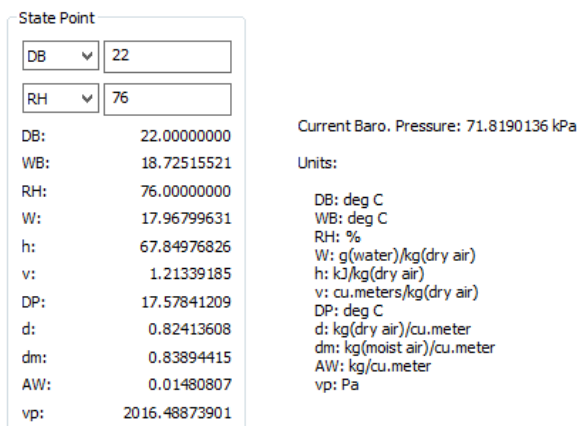 State Point
DB 22
RH 76
DB: 22.00000000
WB: 18.72515521
RH: 76.00000000
W: 17.96799631
h: 67.84976826
v: 1.21339185
DP: 17.57841209
d: 0.82413608
dm: 0.83894415
AW: 0.01480807
vp: 2016.48873901
Current Baro. Pressure: 71.8190136 kPa
Units:
DB: deg C
WB: deg C
RH: %
W: g(water)/kg(dry air)
h: kJ/kg(dry air)
v: cu.meters/kg(dry air)
DP: deg C
d: kg(dry air)/cu.meter
dm: kg(moist air)/cu.meter
AW: kg/cu.meter
vp: Pa